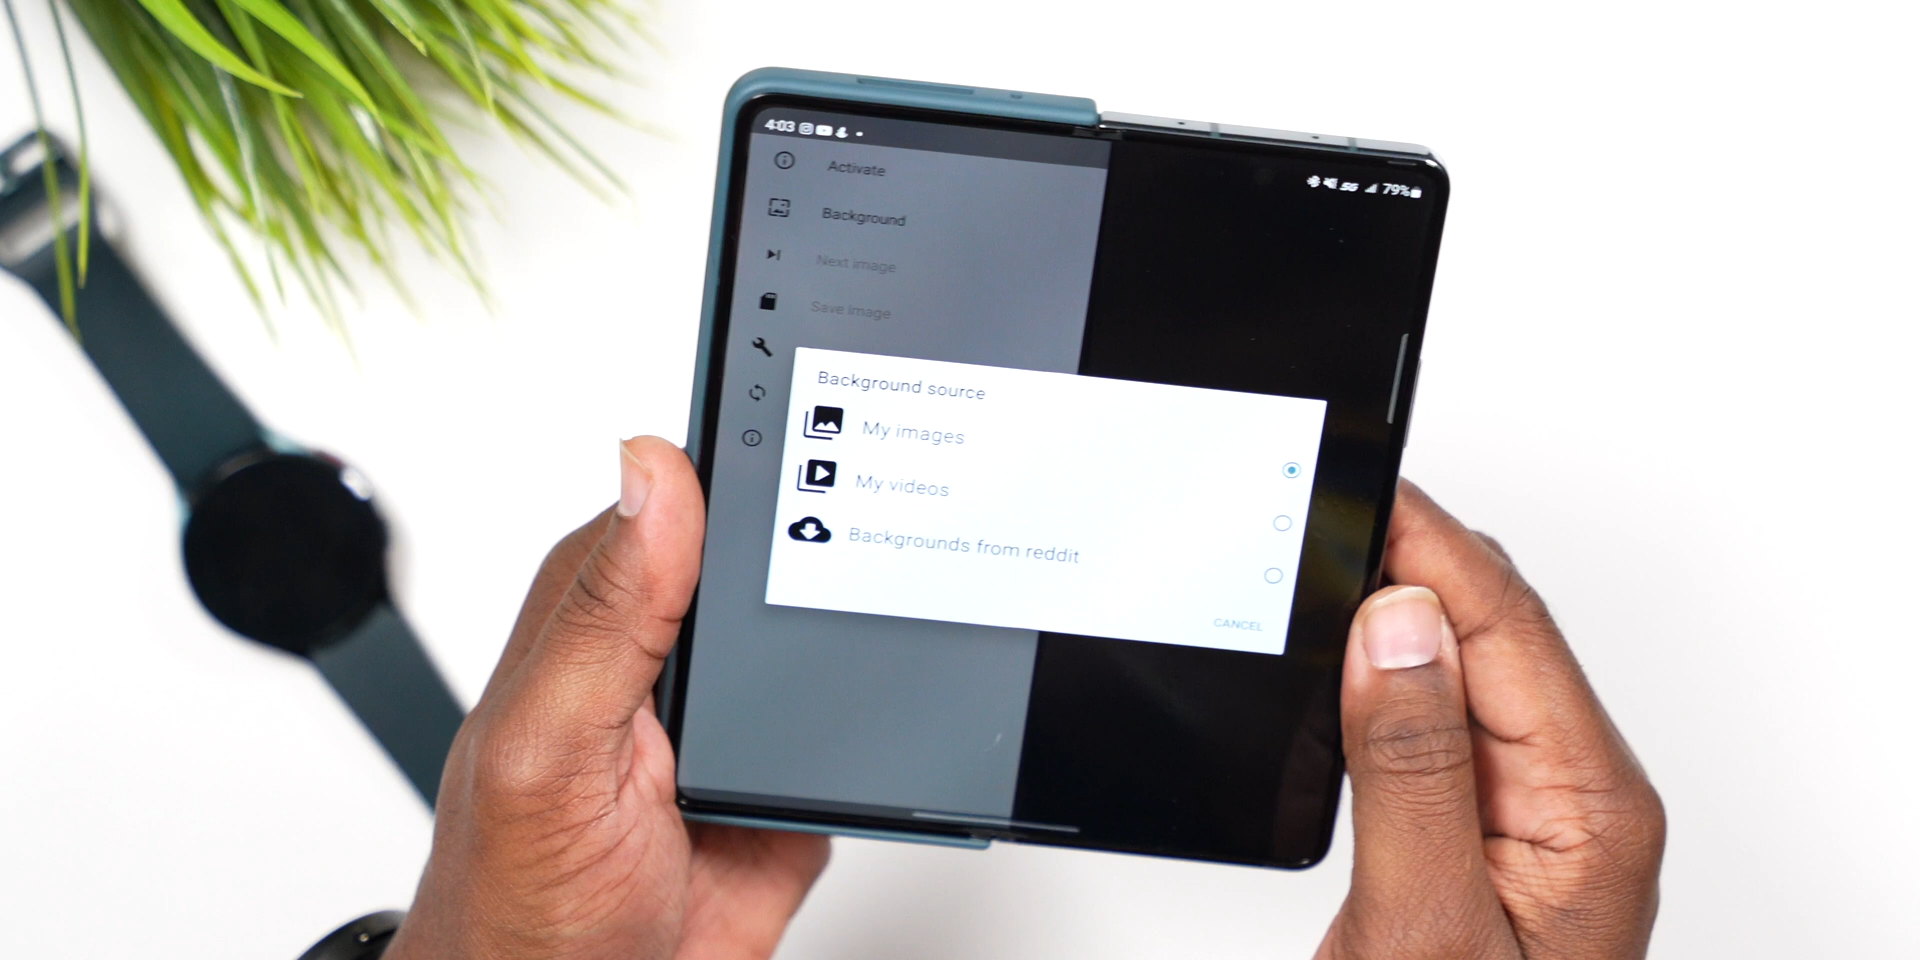 4:03
5G 79%
Activate
Background
Next image
Save image
Background source
My images
My videos
Backgrounds from reddit
CANCEL